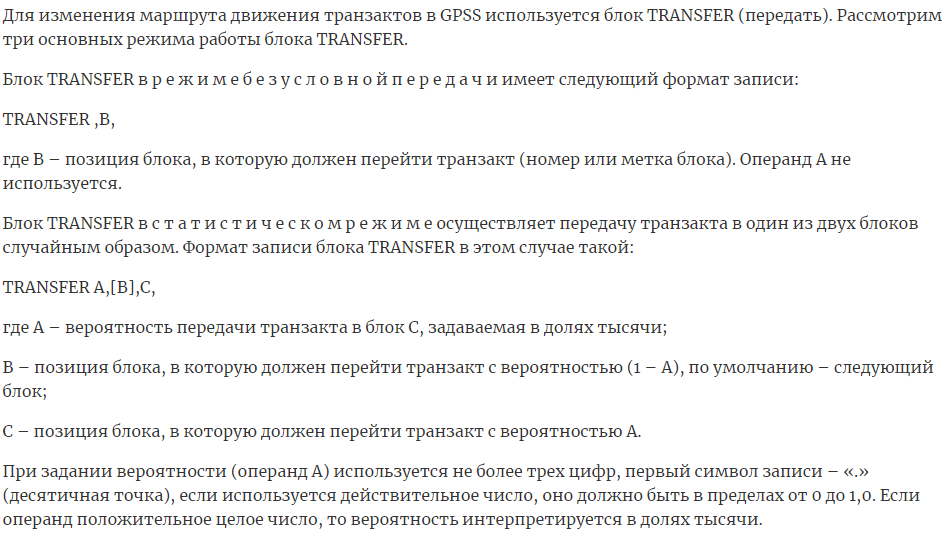 Для изменения маршрута движения транзактов в GPSS используется блок TRANSFER (передать). Рассмотрим
три основных режима работы блока TRANSFER.
Блок TRANSFER в р е ж и м е б е з у с л о в н о й п е р е д а ч и имеет следующий формат записи:
TRANSFER ,B,
где B – позиция блока, в которую должен перейти транзакт (номер или метка блока). Операнд A не
используется.
Блок TRANSFER в с т а т и с т и ч е с к о м р е ж и м е осуществляет передачу транзакта в один из двух блоков
случайным образом. Формат записи блока TRANSFER в этом случае такой:
TRANSFER A,[B],C,
где A – вероятность передачи транзакта в блок C, задаваемая в долях тысячи;
B – позиция блока, в которую должен перейти транзакт с вероятностью (1 – A), по умолчанию – следующий
блок;
C – позиция блока, в которую должен перейти транзакт с вероятностью A.
При задании вероятности (операнд A) используется не более трех цифр, первый символ записи – «.»
(десятичная точка), если используется действительное число, оно должно быть в пределах от 0 до 1,0. Если
операнд положительное целое число, то вероятность интерпретируется в долях тысячи.